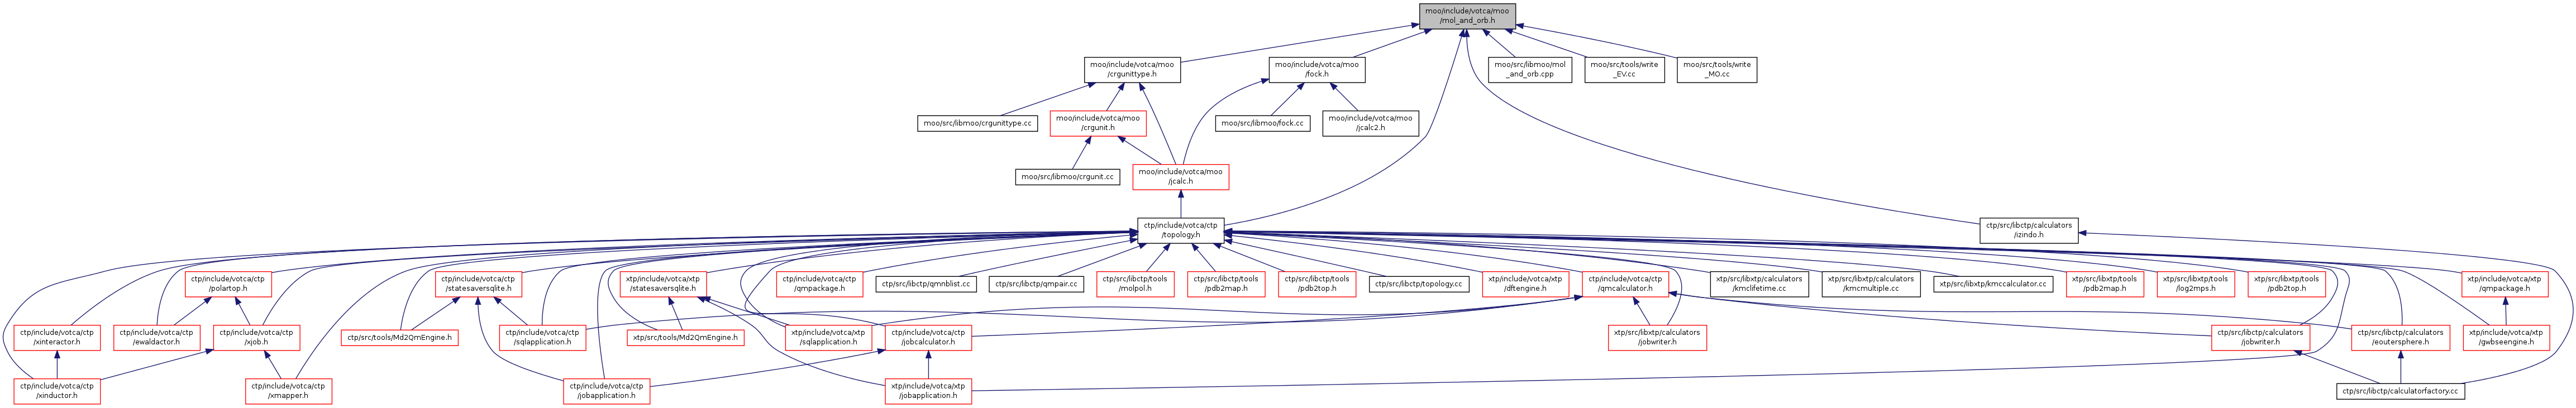 moo/include/votca/moo
/mol_and_orb.h
moo/include/votca/moo
/crgunittype.h
moo/include/votca/moo
/fock.h
moo/src/libmoo/mol
_and_orb.cpp
moo/src/tools/write
_EV.cc
moo/src/tools/write
_MO.cc
moo/src/libmoo/crgunittype.cc
moo/include/votca/moo
/crgunit.h
moo/src/libmoo/fock.cc
moo/include/votca/moo
/jcalc2.h
moo/src/libmoo/crgunit.cc
moo/include/votca/moo
/jcalc.h
ctp/include/votca/ctp
/topology.h
ctp/src/libctp/calculators
/izindo.h
ctp/include/votca/ctp
/polartop.h
ctp/include/votca/ctp
/statesaversqlite.h
xtp/include/votca/xtp
/statesaversqlite.h
ctp/include/votca/ctp
/qmpackage.h
ctp/src/libctp/qmnblist.cc
ctp/src/libctp/qmpair.cc
ctp/src/libctp/tools
/molpol.h
ctp/src/libctp/tools
/pdb2map.h
ctp/src/libctp/tools
/pdb2top.h
ctp/src/libctp/topology.cc
xtp/include/votca/xtp
/dftengine.h
ctp/include/votca/ctp
/qmcalculator.h
xtp/src/libxtp/calculators
/kmclifetime.cc
xtp/src/libxtp/calculators
/kmcmultiple.cc
xtp/src/libxtp/kmccalculator.cc
xtp/src/libxtp/tools
/pdb2map.h
xtp/src/libxtp/tools
/log2mps.h
xtp/src/libxtp/tools
/pdb2top.h
xtp/include/votca/xtp
/qmpackage.h
ctp/include/votca/ctp
/xinteractor.h
ctp/include/votca/ctp
/ewaldactor.h
ctp/include/votca/ctp
/xjob.h
ctp/src/tools/Md2QmEngine.h
ctp/include/votca/ctp
/sqlapplication.h
xtp/src/tools/Md2QmEngine.h
xtp/include/votca/xtp
/sqlapplication.h
ctp/include/votca/ctp
/jobcalculator.h
xtp/src/libxtp/calculators
/jobwriter.h
ctp/src/libctp/calculators
/jobwriter.h
ctp/src/libctp/calculators
/eoutersphere.h
xtp/include/votca/xtp
/gwbseengine.h
ctp/include/votca/ctp
/xinductor.h
ctp/include/votca/ctp
/xmapper.h
ctp/include/votca/ctp
/jobapplication.h
xtp/include/votca/xtp
/jobapplication.h
ctp/src/libctp/calculatorfactory.cc